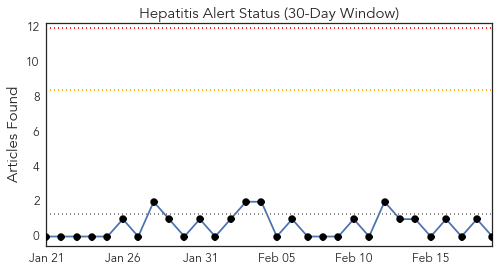 Hepatitis Alert Status (30-Day Window)
Articles Found
12
10
8
6
4
2
0
Jan 21 Jan 26 Jan 31 Feb 05 Feb 10 Feb 15